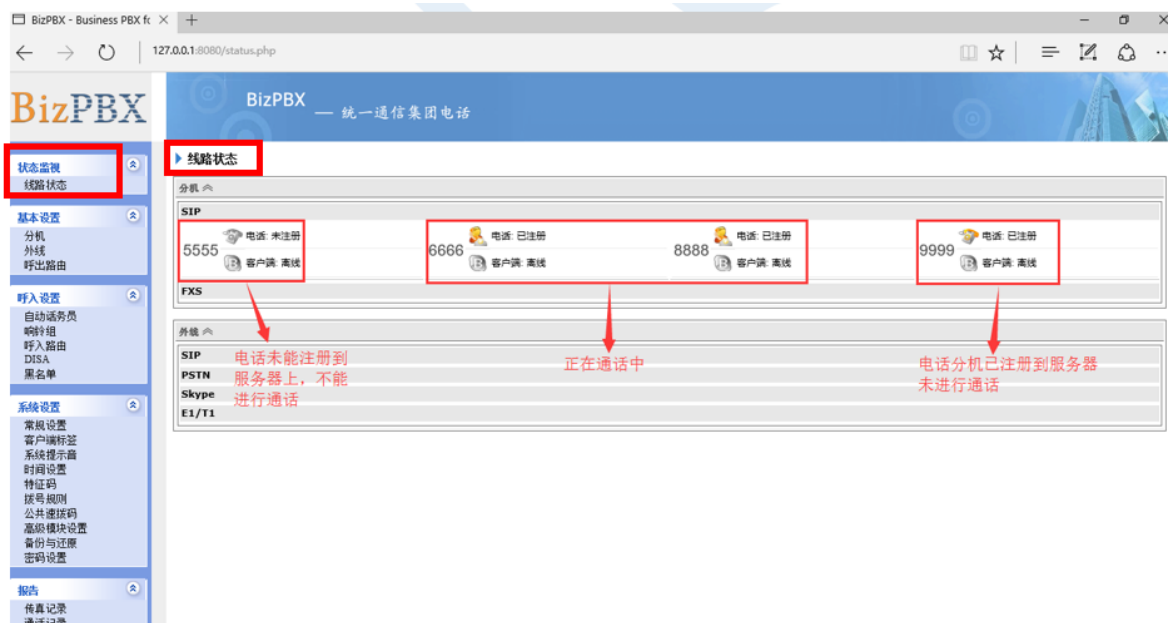 BizPBX - Business PBX fc
127.0.0.1:8080/status.php
BizPBX
BizPBX
— 统一通信集团电话
状态监视
线路状态
基本设置
分机
外线
呼出路由
呼入设置
自动话务员
响铃组
呼入路由
DISA
黑名单
系统设置
常规设置
客户端标签
系统提示音
时间设置
特征码
拨号规则
公共速拨码
高级模块设置
备份与还原
密码设置
报告
传真记录
通话记录
线路状态
分机
SIP
5555
电话: 未注册
客户端: 离线
6666
电话: 已注册
客户端: 离线
8888
电话: 已注册
客户端: 离线
9999
电话: 已注册
客户端: 离线
FXS
外线
SIP
PSTN
Skype
E1/T1
电话未能注册到
服务器上，不能
进行通话
正在通话中
电话分机已注册到服务器
未进行通话